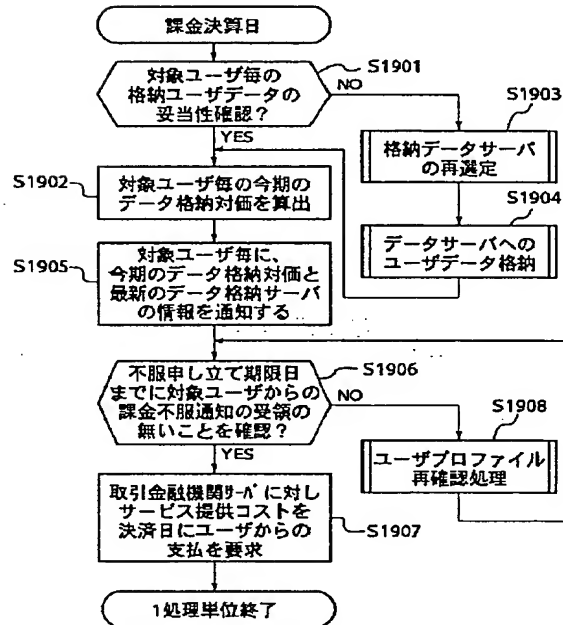 課金決算日
S1901
対象ユーザ毎の
格納ユーザデータの
妥当性確認？
NO
YES
S1903
格納データサーバ
の再選定
S1902
対象ユーザ毎の今期の
データ格納対価を算出
S1904
データサーバへの
ユーザデータ格納
S1905
対象ユーザ毎に、
今期のデータ格納対価と
最新のデータ格納サーバ
の情報を通知する
S1906
不服申し立て期限日
までに対象ユーザからの
課金不服通知の受領の
無いことを確認？
NO
YES
S1908
ユーザプロファイル
再確認処理
取引金融機関ｻｰﾊﾞに対し
サービス提供コストを
決済日にユーザからの
支払を要求
S1907
1処理単位終了